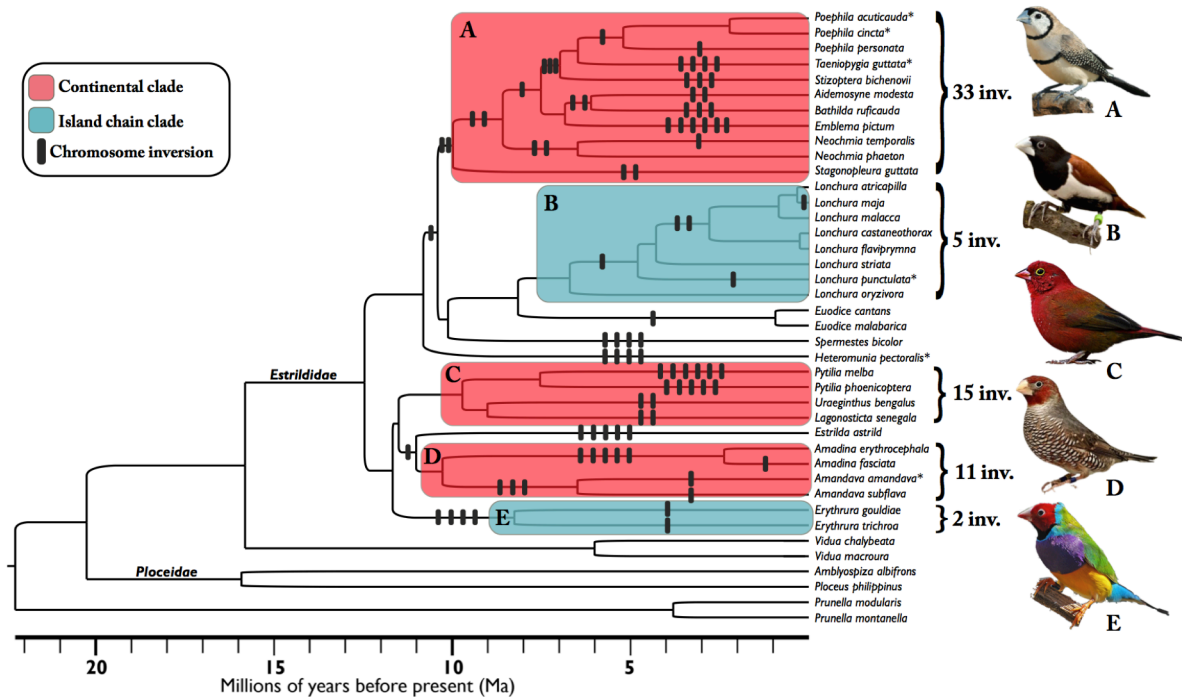 Continental clade
Island chain clade
Chromosome inversion
A
Poephila acuticauda*
Poephila cincta*
Poephila personata
Taeniopygia guttata*
Stizoptera bichenovii
Aidemosyne modesta
Bathilda ruficauda
Emblema pictum
Neochmia temporalis
Neochmia phaeton
Stagonopleura guttata
33 inv.
A
B
Lonchura atricapilla
Lonchura maja
Lonchura malacca
Lonchura castaneothorax
Lonchura flaviprymna
Lonchura striata
Lonchura punctulata*
Lonchura oryzivora
5 inv.
B
Euodice cantans
Euodice malabarica
Spermestes bicolor
Heteromunia pectoralis*
Estrildidae
C
Pytilia melba
Pytilia phoenicoptera
Uraeginthus bengalus
Lagonosticta senegala
15 inv.
C
Estrilda astrild
D
Amadina erythrocephala
Amadina fasciata
Amandava amandava*
Amandava subflava
11 inv.
D
E
Erythrura gouldiae
Erythrura trichroa
2 inv.
E
Vidua chalybeata
Vidua macroura
Ploceidae
Amblyospiza albifrons
Ploceus philippinus
Prunella modularis
Prunella montanella
20 15 10 5
Millions of years before present (Ma)